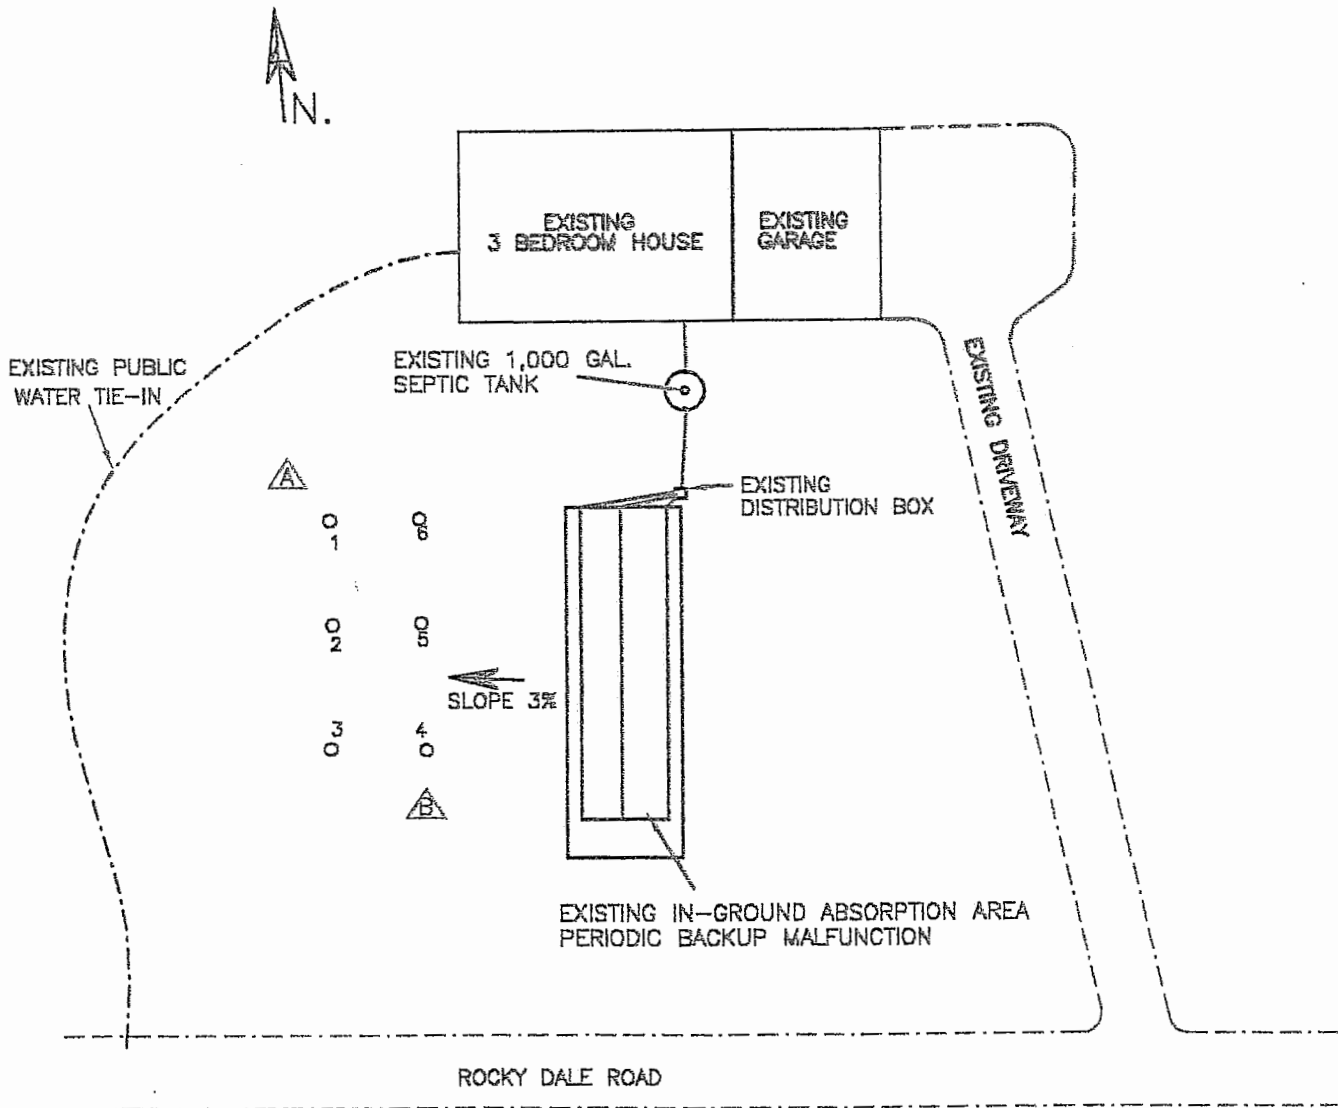 N.
EXISTING
3 BEDROOM HOUSE
EXISTING
GARAGE
EXISTING PUBLIC
WATER TIE-IN
EXISTING 1,000 GAL.
SEPTIC TANK
EXISTING DRIVEWAY
A
EXISTING
DISTRIBUTION BOX
1
6
2
5
SLOPE 3%
3
4
B
EXISTING IN-GROUND ABSORPTION AREA
PERIODIC BACKUP MALFUNCTION
ROCKY DALE ROAD